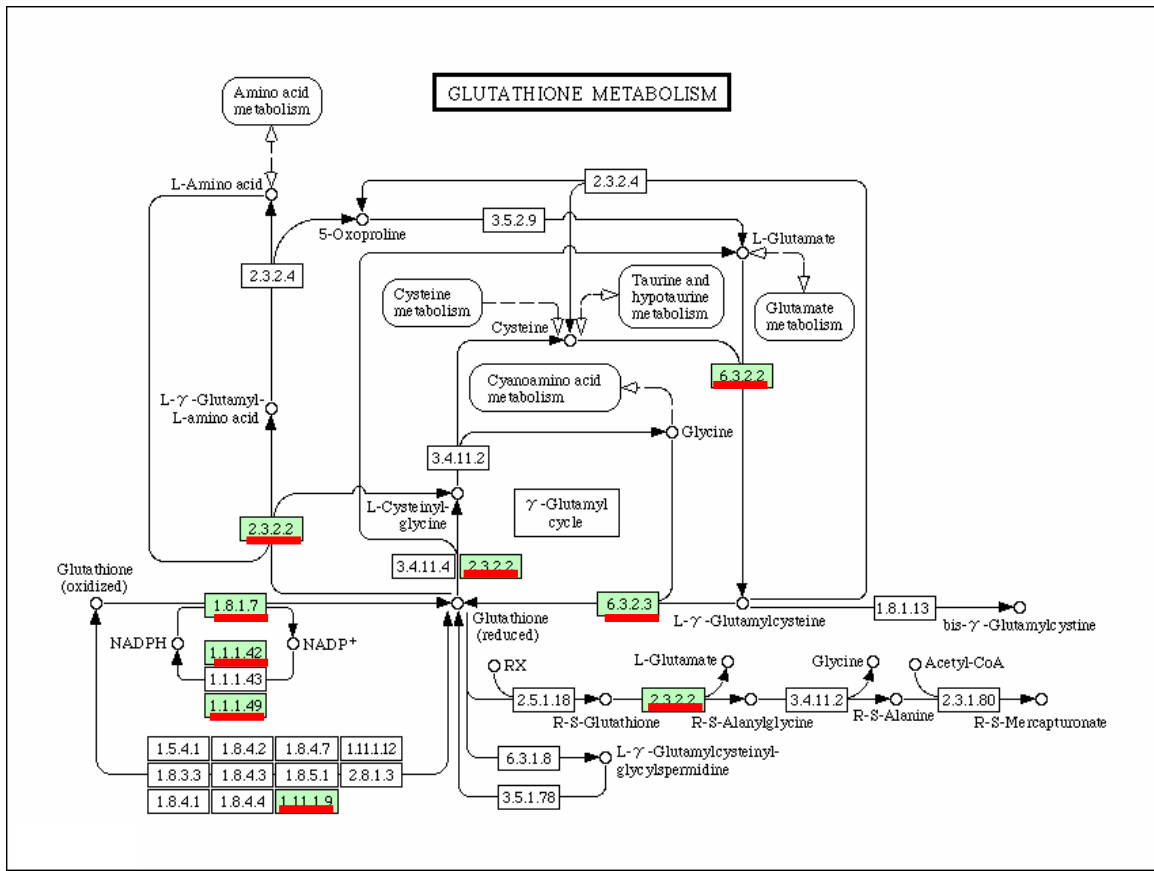 GLUTATHIONE METABOLISM
Amino acid
metabolism
L-Amino acid
2.3.2.4
5-Oxoproline
3.5.2.9
L-Glutamate
2.3.2.4
Cysteine
metabolism
Taurine and
hypotaurine
metabolism
Glutamate
metabolism
Cysteine
6.3.2.2
Cyanoamino acid
metabolism
L-γ-Glutamyl-
L-amino acid
Glycine
3.4.11.2
L-Cysteinyl-
glycine
γ-Glutamyl
cycle
2.3.2.2
3.4.11.4
2.3.2.2
Glutathione
(oxidized)
1.8.1.7
6.3.2.3
Glutathione
(reduced)
L-γ-Glutamylcysteine
1.8.1.13
bis-γ-Glutamylcystine
NADPH
NADP+
1.1.1.42
1.1.1.43
1.1.1.49
RX
L-Glutamate
Glycine
Acetyl-CoA
2.5.1.18
2.3.2.2
3.4.11.2
2.3.1.80
R-S-Glutathione
R-S-Alanylglycine
R-S-Alanine
R-S-Mercapturonate
1.5.4.1
1.8.4.2
1.8.4.7
1.11.1.12
1.8.3.3
1.8.4.3
1.8.5.1
2.8.1.3
1.8.4.1
1.8.4.4
1.11.1.9
6.3.1.8
L-γ-Glutamylcysteinyl-
glycylspermidine
3.5.1.78